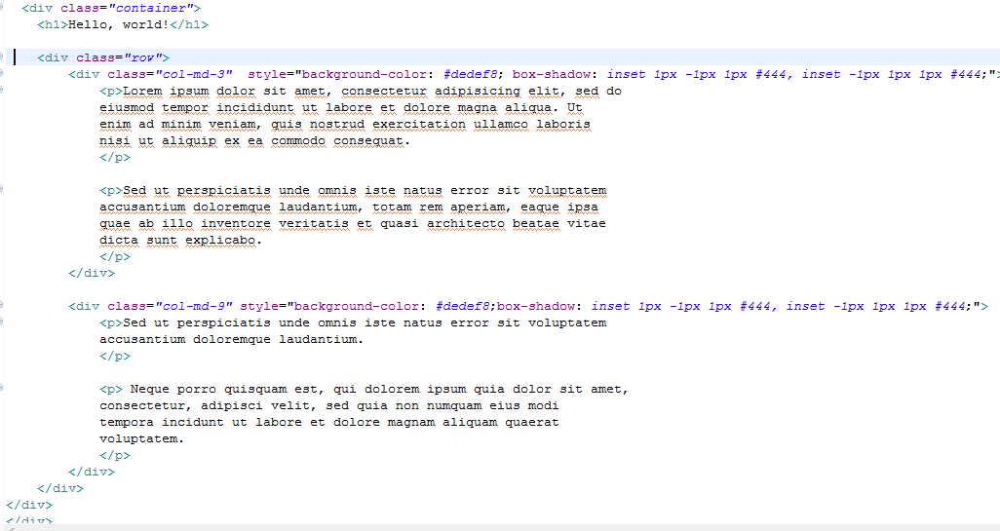 <div class="container">
<h1>Hello, world!</h1>
<div class="row">
<div class="col-md-3"  style="background-color: #dedef8; box-shadow: inset 1px -1px 1px #444, inset -1px 1px 1px #444;">
<p>Lorem ipsum dolor sit amet, consectetur adipisicing elit, sed do
eiusmod tempor incididunt ut labore et dolore magna aliqua. Ut
enim ad minim veniam, quis nostrud exercitation ullamco laboris
nisi ut aliquip ex ea commodo consequat.
</p>
<p>Sed ut perspiciatis unde omnis iste natus error sit voluptatem
accusantium doloremque laudantium, totam rem aperiam, eaque ipsa
quae ab illo inventore veritatis et quasi architecto beatae vitae
dicta sunt explicabo.
</p>
</div>
<div class="col-md-9" style="background-color: #dedef8;box-shadow: inset 1px -1px 1px #444, inset -1px 1px 1px #444;">
<p>Sed ut perspiciatis unde omnis iste natus error sit voluptatem
accusantium doloremque laudantium.
</p>
<p> Neque porro quisquam est, qui dolorem ipsum quia dolor sit amet,
consectetur, adipisci velit, sed quia non numquam eius modi
tempora incidunt ut labore et dolore magnam aliquam quaerat
voluptatem.
</p>
</div>
</div>
</div>
</div>